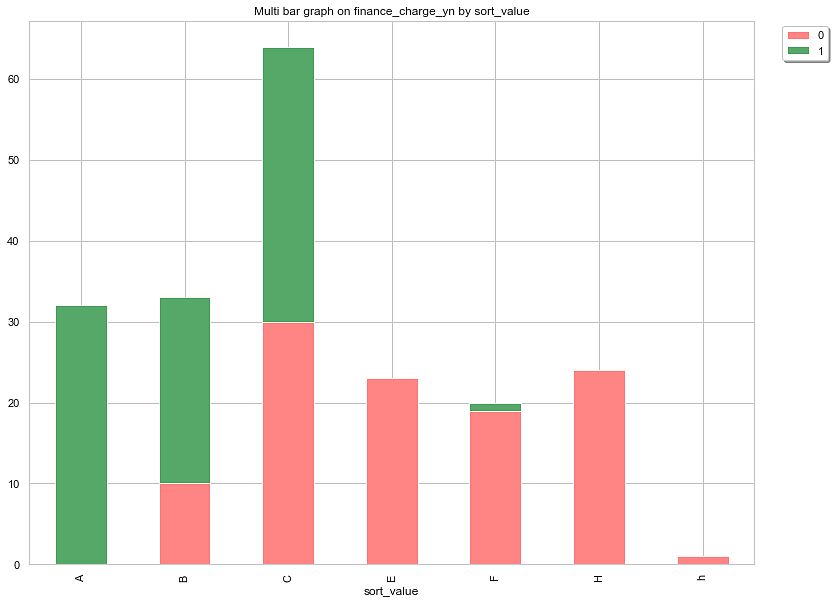 Multi bar graph on finance_charge_yn by sort_value
0
1
60
50
40
30
20
10
0
A
B
C
E
F
H
h
sort_value